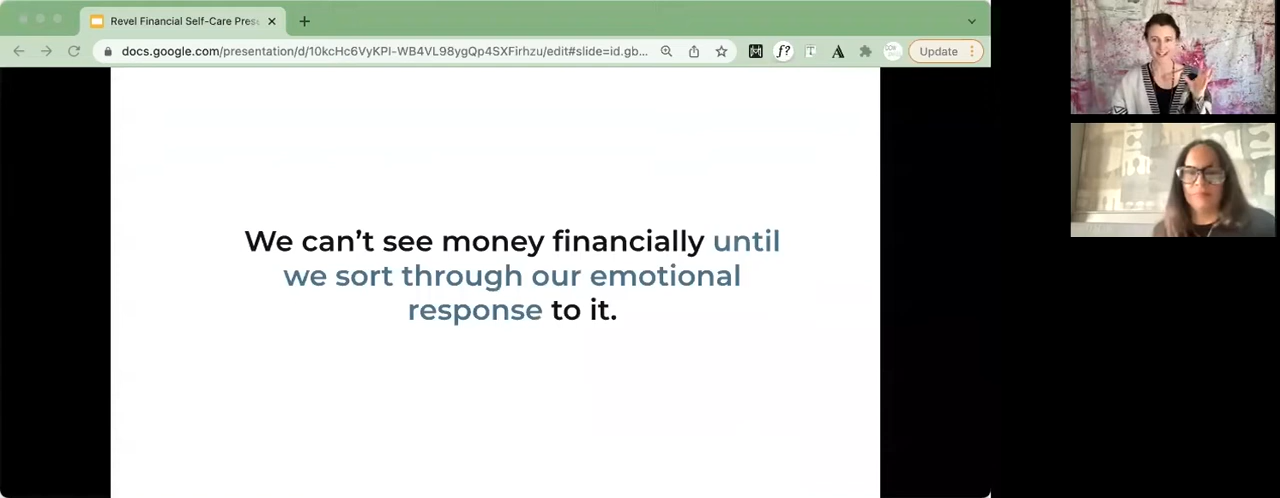 Revel Financial Self-Care Pres
docs.google.com/presentation/d/10kcHc6VyKPI-WB4VL98ygQp4SXFirhzu/edit#slide=id.gb...
f?
T
A
Update
We can't see money financially until
we sort through our emotional
response to it.